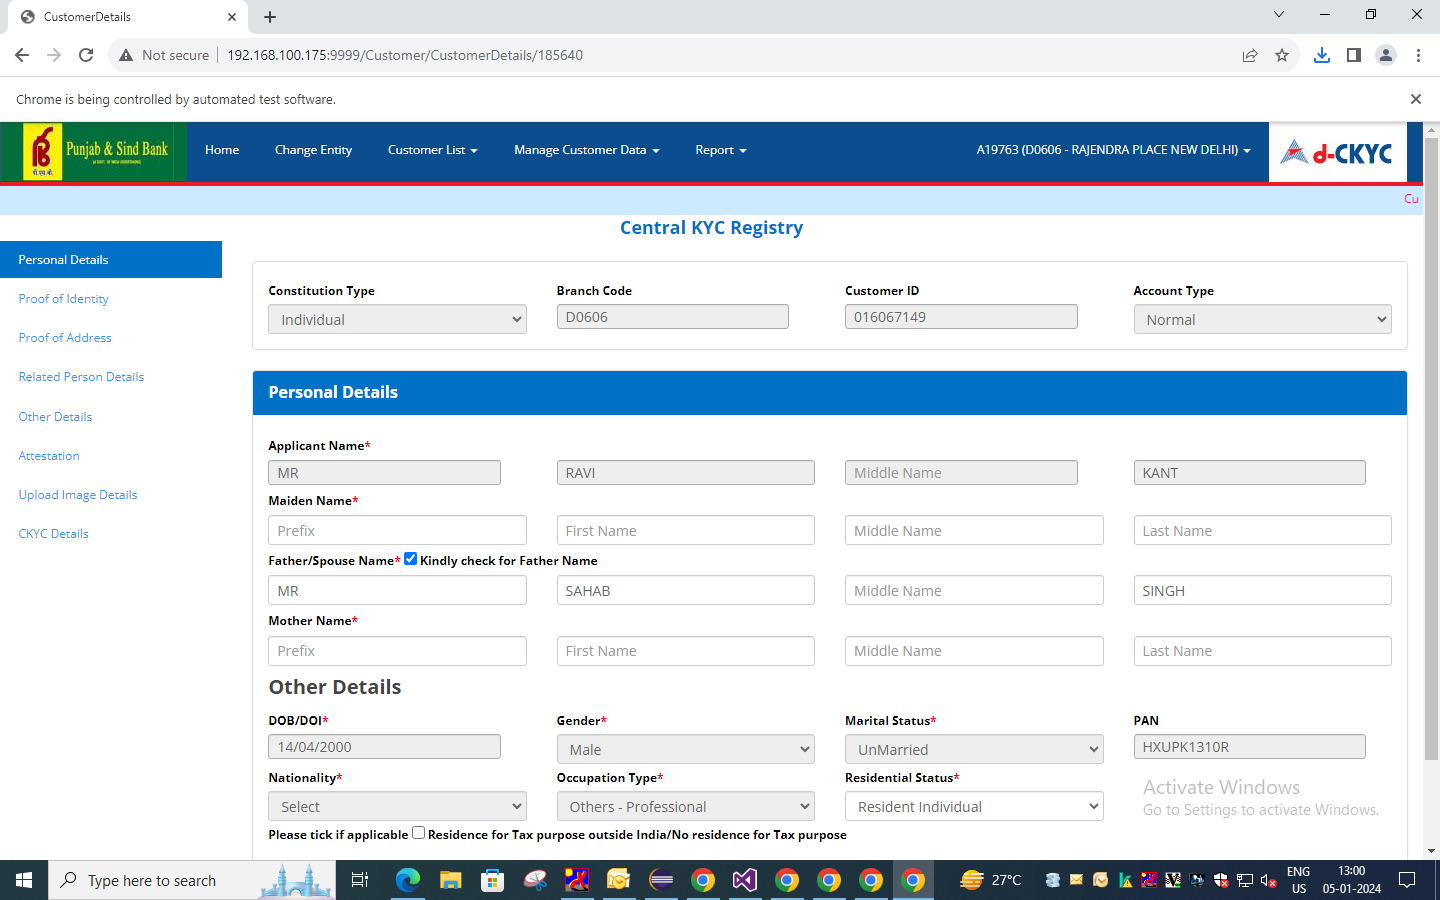 CustomerDetails
Not secure 192.168.100.175:9999/Customer/CustomerDetails/185640
Chrome is being controlled by automated test software.
पी.एस.बी. Punjab & Sind Bank Home Change Entity Customer List Manage Customer Data Report A19763 (D0606 - RAJENDRA PLACE NEW DELHI) d-CKYC
Cu
Central KYC Registry
Personal Details
Proof of Identity
Proof of Address
Related Person Details
Other Details
Attestation
Upload Image Details
CKYC Details
Constitution Type Branch Code Customer ID Account Type
Individual D0606 016067149 Normal
Personal Details
Applicant Name*
MR RAVI Middle Name KANT
Maiden Name*
Prefix First Name Middle Name Last Name
Father/Spouse Name* Kindly check for Father Name
MR SAHAB Middle Name SINGH
Mother Name*
Prefix First Name Middle Name Last Name
Other Details
DOB/DOI* Gender* Marital Status* PAN
14/04/2000 Male UnMarried HXUPK1310R
Nationality* Occupation Type* Residential Status*
Select Others - Professional Resident Individual
Please tick if applicable Residence for Tax purpose outside India/No residence for Tax purpose
Activate Windows
Go to Settings to activate Windows.
Type here to search 27°C ENG US 13:00 05-01-2024